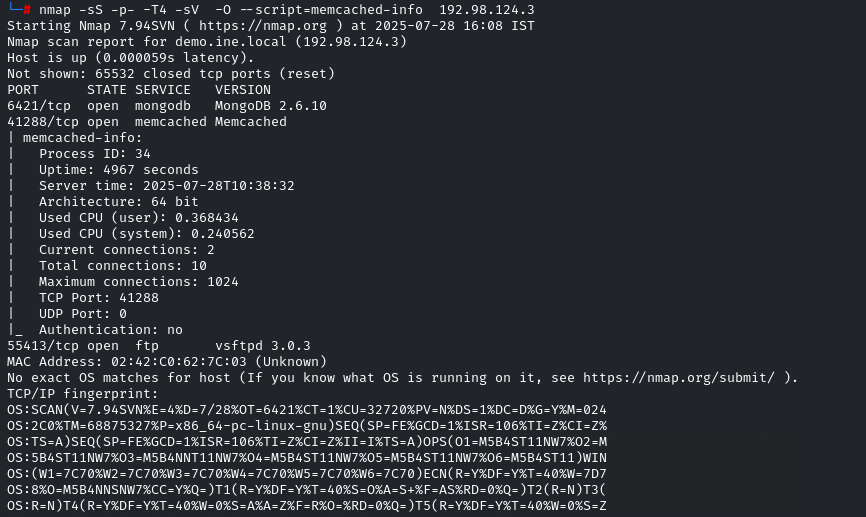 └─# nmap -sS -p- -T4 -sV  -O --script=memcached-info  192.98.124.3
Starting Nmap 7.94SVN ( https://nmap.org ) at 2025-07-28 16:08 IST
Nmap scan report for demo.ine.local (192.98.124.3)
Host is up (0.000059s latency).
Not shown: 65532 closed tcp ports (reset)
PORT      STATE SERVICE   VERSION
6421/tcp  open  mongodb   MongoDB 2.6.10
41288/tcp open  memcached Memcached
| memcached-info:
|   Process ID: 34
|   Uptime: 4967 seconds
|   Server time: 2025-07-28T10:38:32
|   Architecture: 64 bit
|   Used CPU (user): 0.368434
|   Used CPU (system): 0.240562
|   Current connections: 2
|   Total connections: 10
|   Maximum connections: 1024
|   TCP Port: 41288
|   UDP Port: 0
|_  Authentication: no
55413/tcp open  ftp       vsftpd 3.0.3
MAC Address: 02:42:C0:62:7C:03 (Unknown)
No exact OS matches for host (If you know what OS is running on it, see https://nmap.org/submit/ ).
TCP/IP fingerprint:
OS:SCAN(V=7.94SVN%E=4%D=7/28%OT=6421%CT=1%CU=32720%PV=N%DS=1%DC=D%G=Y%M=024
OS:2C0%TM=68875327%P=x86_64-pc-linux-gnu)SEQ(SP=FE%GCD=1%ISR=106%TI=Z%CI=Z%
OS:TS=A)SEQ(SP=FE%GCD=1%ISR=106%TI=Z%CI=Z%II=I%TS=A)OPS(O1=M5B4ST11NW7%O2=M
OS:5B4ST11NW7%O3=M5B4NNT11NW7%O4=M5B4ST11NW7%O5=M5B4ST11NW7%O6=M5B4ST11)WIN
OS:(W1=7C70%W2=7C70%W3=7C70%W4=7C70%W5=7C70%W6=7C70)ECN(R=Y%DF=Y%T=40%W=7D7
OS:8%O=M5B4NNSNW7%CC=Y%Q=)T1(R=Y%DF=Y%T=40%S=O%A=S+%F=AS%RD=0%Q=)T2(R=N)T3(
OS:R=N)T4(R=Y%DF=Y%T=40%W=0%S=A%A=Z%F=R%O=%RD=0%Q=)T5(R=Y%DF=Y%T=40%W=0%S=Z